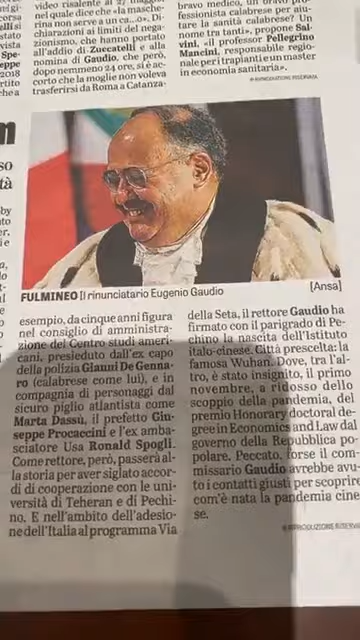 video risalente al 27 maggio
nel quale dice che «la masche-
rina non serve a un ca...o». Di-
chiarazioni ai limiti del nega-
zionismo, che hanno portato
all'addio di Zuccatelli e alla
nomina di Gaudio, che però,
dopo nemmeno 24 ore, si è ac-
corto che la moglie non voleva
trasferirsi da Roma a Catanza-
bravo medico, un bravo pro-
fessionista calabrese per aiu-
tare la sanità calabrese? Un
nome tra tanti», propone Sal-
vini, «il professor Pellegrino
Mancini, responsabile regio-
nale per i trapianti e un master
in economia sanitaria».
© RIPRODUZIONE RISERVATA
FULMINEO Il rinunciatario Eugenio Gaudio
[Ansa]
esempio, da cinque anni figura
nel consiglio di amministra-
zione del Centro studi ameri-
cani, presieduto dall'ex capo
della polizia Gianni De Genna-
ro (calabrese come lui), e in
compagnia di personaggi dal
sicuro piglio atlantista come
Marta Dassù, il prefetto Giu-
seppe Procaccini e l'ex amba-
sciatore Usa Ronald Spogli.
Come rettore, però, passerà al-
la storia per aver siglato accor-
di di cooperazione con le uni-
versità di Teheran e di Pechi-
no. E nell'ambito dell'adesio-
ne dell'Italia al programma Via
della Seta, il rettore Gaudio ha
firmato con il parigrado di Pe-
chino la nascita dell'Istituto
italo-cinese. Città prescelta: la
famosa Wuhan. Dove, tra l'al-
tro, è stato insignito, il primo
novembre, a ridosso dello
scoppio della pandemia, del
premio Honorary doctoral de-
gree in Economics and Law dal
governo della Repubblica po-
polare. Peccato, forse il com-
missario Gaudio avrebbe avu-
to i contatti giusti per scoprire
com'è nata la pandemia cine
se.
© RIPRODUZIONE RISERVA